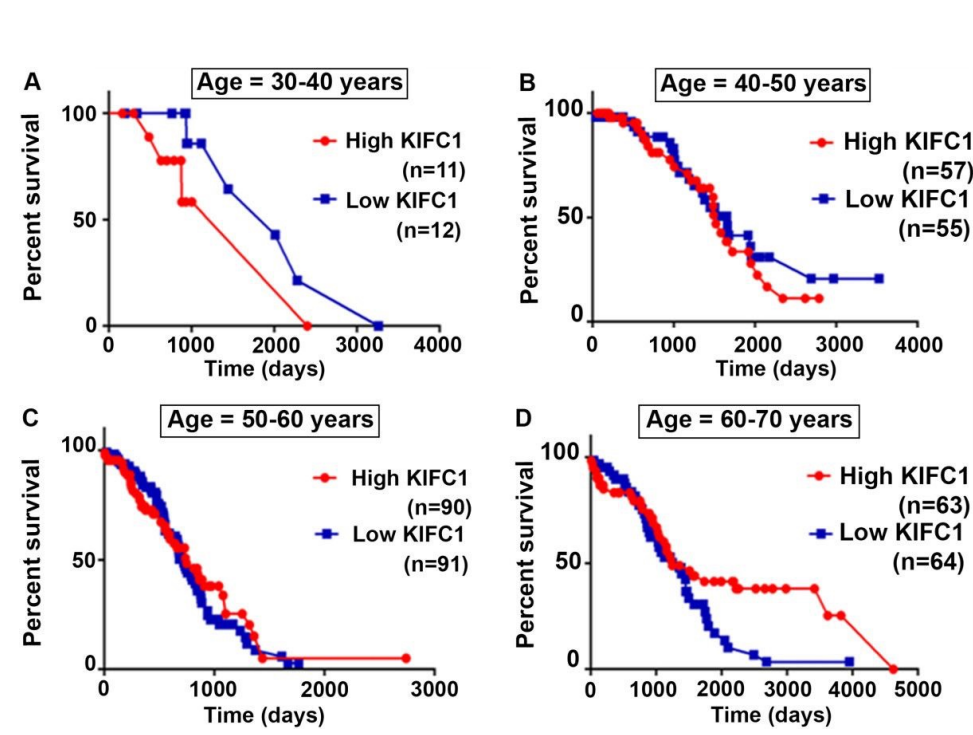 A
Age = 30-40 years
Percent survival
100
50
0
0 1000 2000 3000 4000
Time (days)
High KIFC1
(n=11)
Low KIFC1
(n=12)
B
Age = 40-50 years
Percent survival
100
50
0
0 1000 2000 3000 4000
Time (days)
High KIFC1
(n=57)
Low KIFC1
(n=55)
C
Age = 50-60 years
Percent survival
100
50
0
0 1000 2000 3000
Time (days)
High KIFC1
(n=90)
Low KIFC1
(n=91)
D
Age = 60-70 years
Percent survival
100
50
0
0 1000 2000 3000 4000 5000
Time (days)
High KIFC1
(n=63)
Low KIFC1
(n=64)